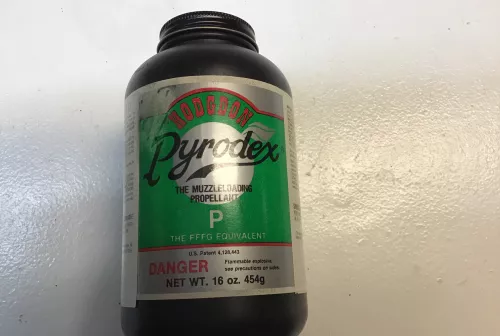 HODGDON
Pyrodex
THE MUZZLELOADING
PROPELLANT
P
THE FFFG EQUIVALENT
U.S. Patent 4,128,443
DANGER
Flammable
see precautions on sides.
NET WT. 16 oz. 454g